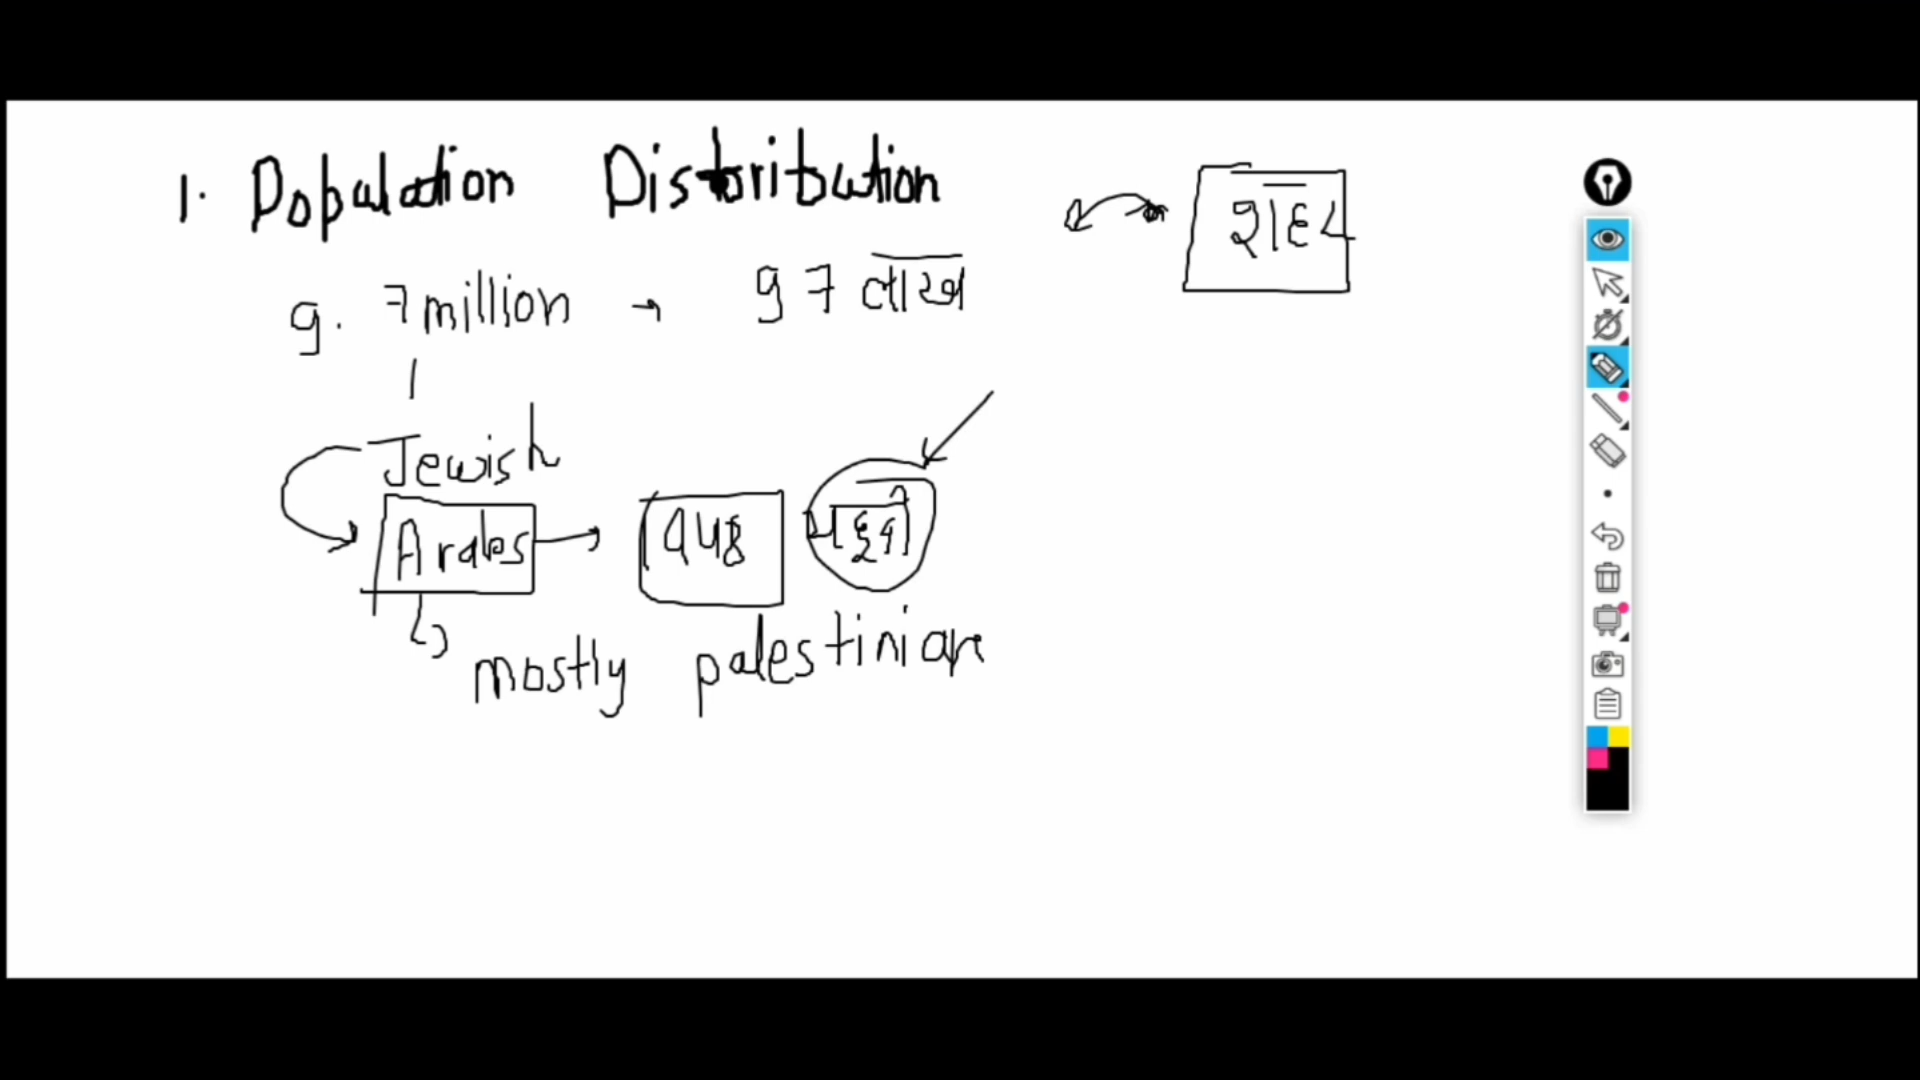 1. Population Distribution
9. 7 million → 97 लाख
Jewish
Arabs → 1948
mostly palestinian